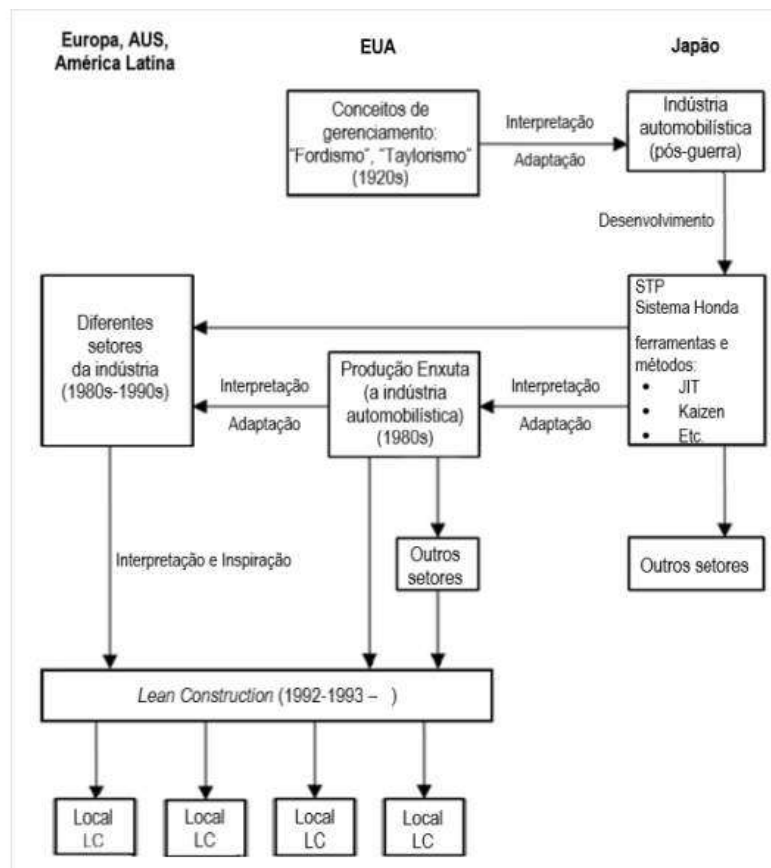 Europa, AUS,
América Latina
EUA
Japão
Conceitos de
gerenciamento:
“Fordismo”, “Taylorismo”
(1920s)
Interpretação
Adaptação
Indústria
automobilística
(pós-guerra)
Desenvolvimento
STP
Sistema Honda
ferramentas e
métodos:
• JIT
• Kaizen
• Etc.
Diferentes
setores
da indústria
(1980s-1990s)
Interpretação
Adaptação
Produção Enxuta
(a indústria
automobilística)
(1980s)
Interpretação
Adaptação
Interpretação e Inspiração
Outros
setores
Outros setores
Lean Construction (1992-1993 – )
Local
LC
Local
LC
Local
LC
Local
LC